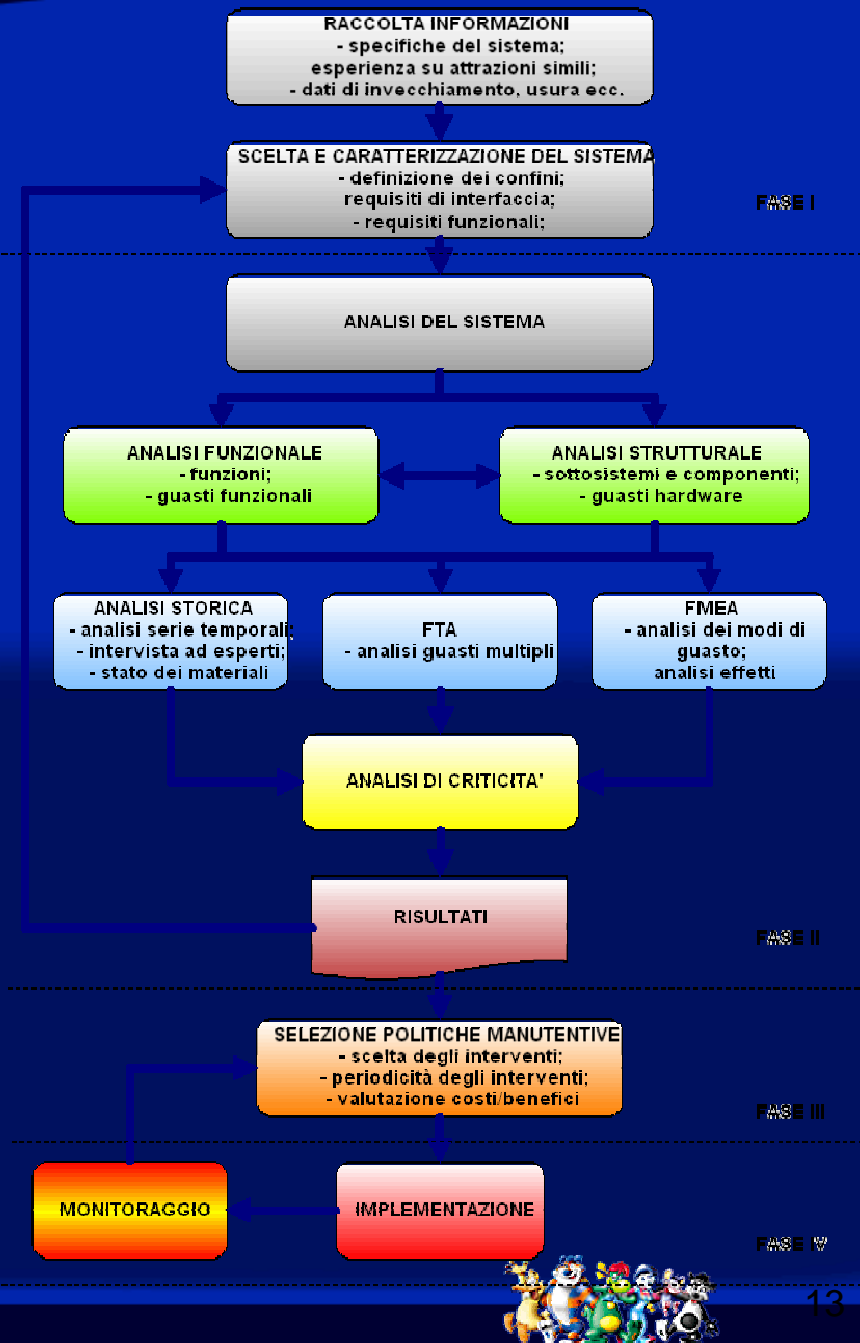 RACCOLTA INFORMAZIONI
- specifiche del sistema;
esperienza su attrazioni simili;
- dati di invecchiamento, usura ecc.
SCELTA E CARATTERIZZAZIONE DEL SISTEMA
- definizione dei confini;
requisiti di interfaccia;
- requisiti funzionali;
FASE I
ANALISI DEL SISTEMA
ANALISI FUNZIONALE
- funzioni;
- guasti funzionali
ANALISI STRUTTURALE
- sottosistemi e componenti;
- guasti hardware
ANALISI STORICA
- analisi serie temporali;
- intervista ad esperti;
- stato dei materiali
FTA
- analisi guasti multipli
FMEA
- analisi dei modi di
guasto;
analisi effetti
ANALISI DI CRITICITA'
RISULTATI
FASE II
SELEZIONE POLITICHE MANUTENTIVE
- scelta degli interventi;
- periodicità degli interventi;
- valutazione costi/benefici
FASE III
MONITORAGGIO
IMPLEMENTAZIONE
FASE IV
13